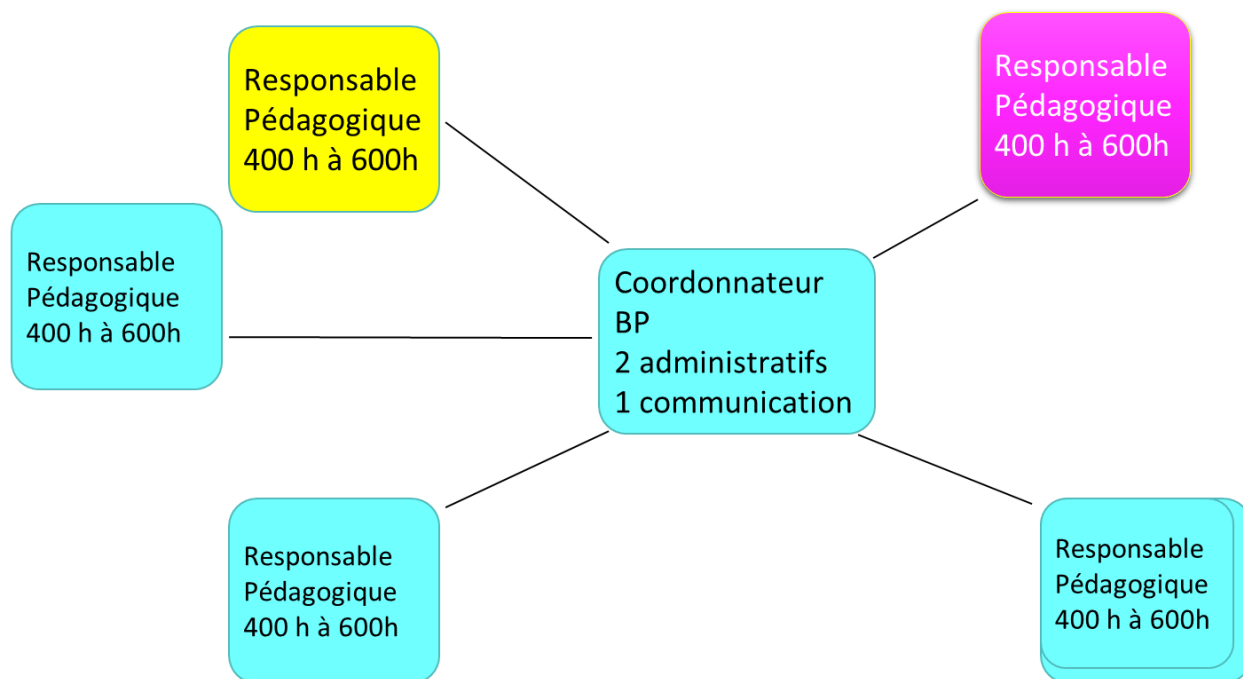 Responsable
Pédagogique
400 h à 600h
Responsable
Pédagogique
400 h à 600h
Responsable
Pédagogique
400 h à 600h
Coordonnateur
BP
2 administratifs
1 communication
Responsable
Pédagogique
400 h à 600h
Responsable
Pédagogique
400 h à 600h